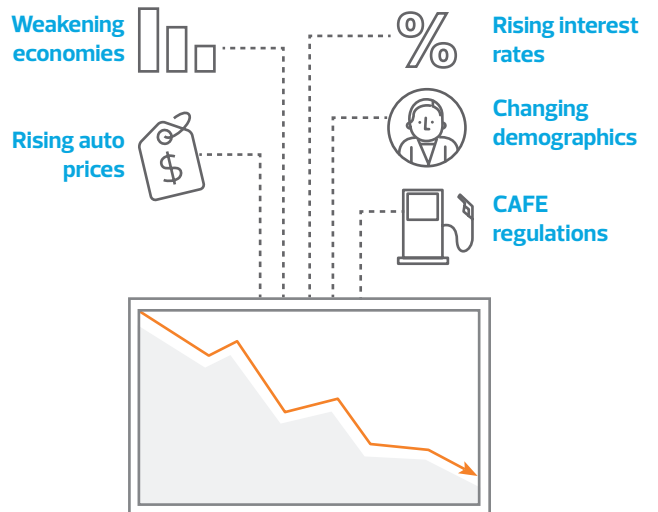 Weakening
economies
%
Rising interest
rates
Rising auto
prices
$
Changing
demographics
CAFE
regulations